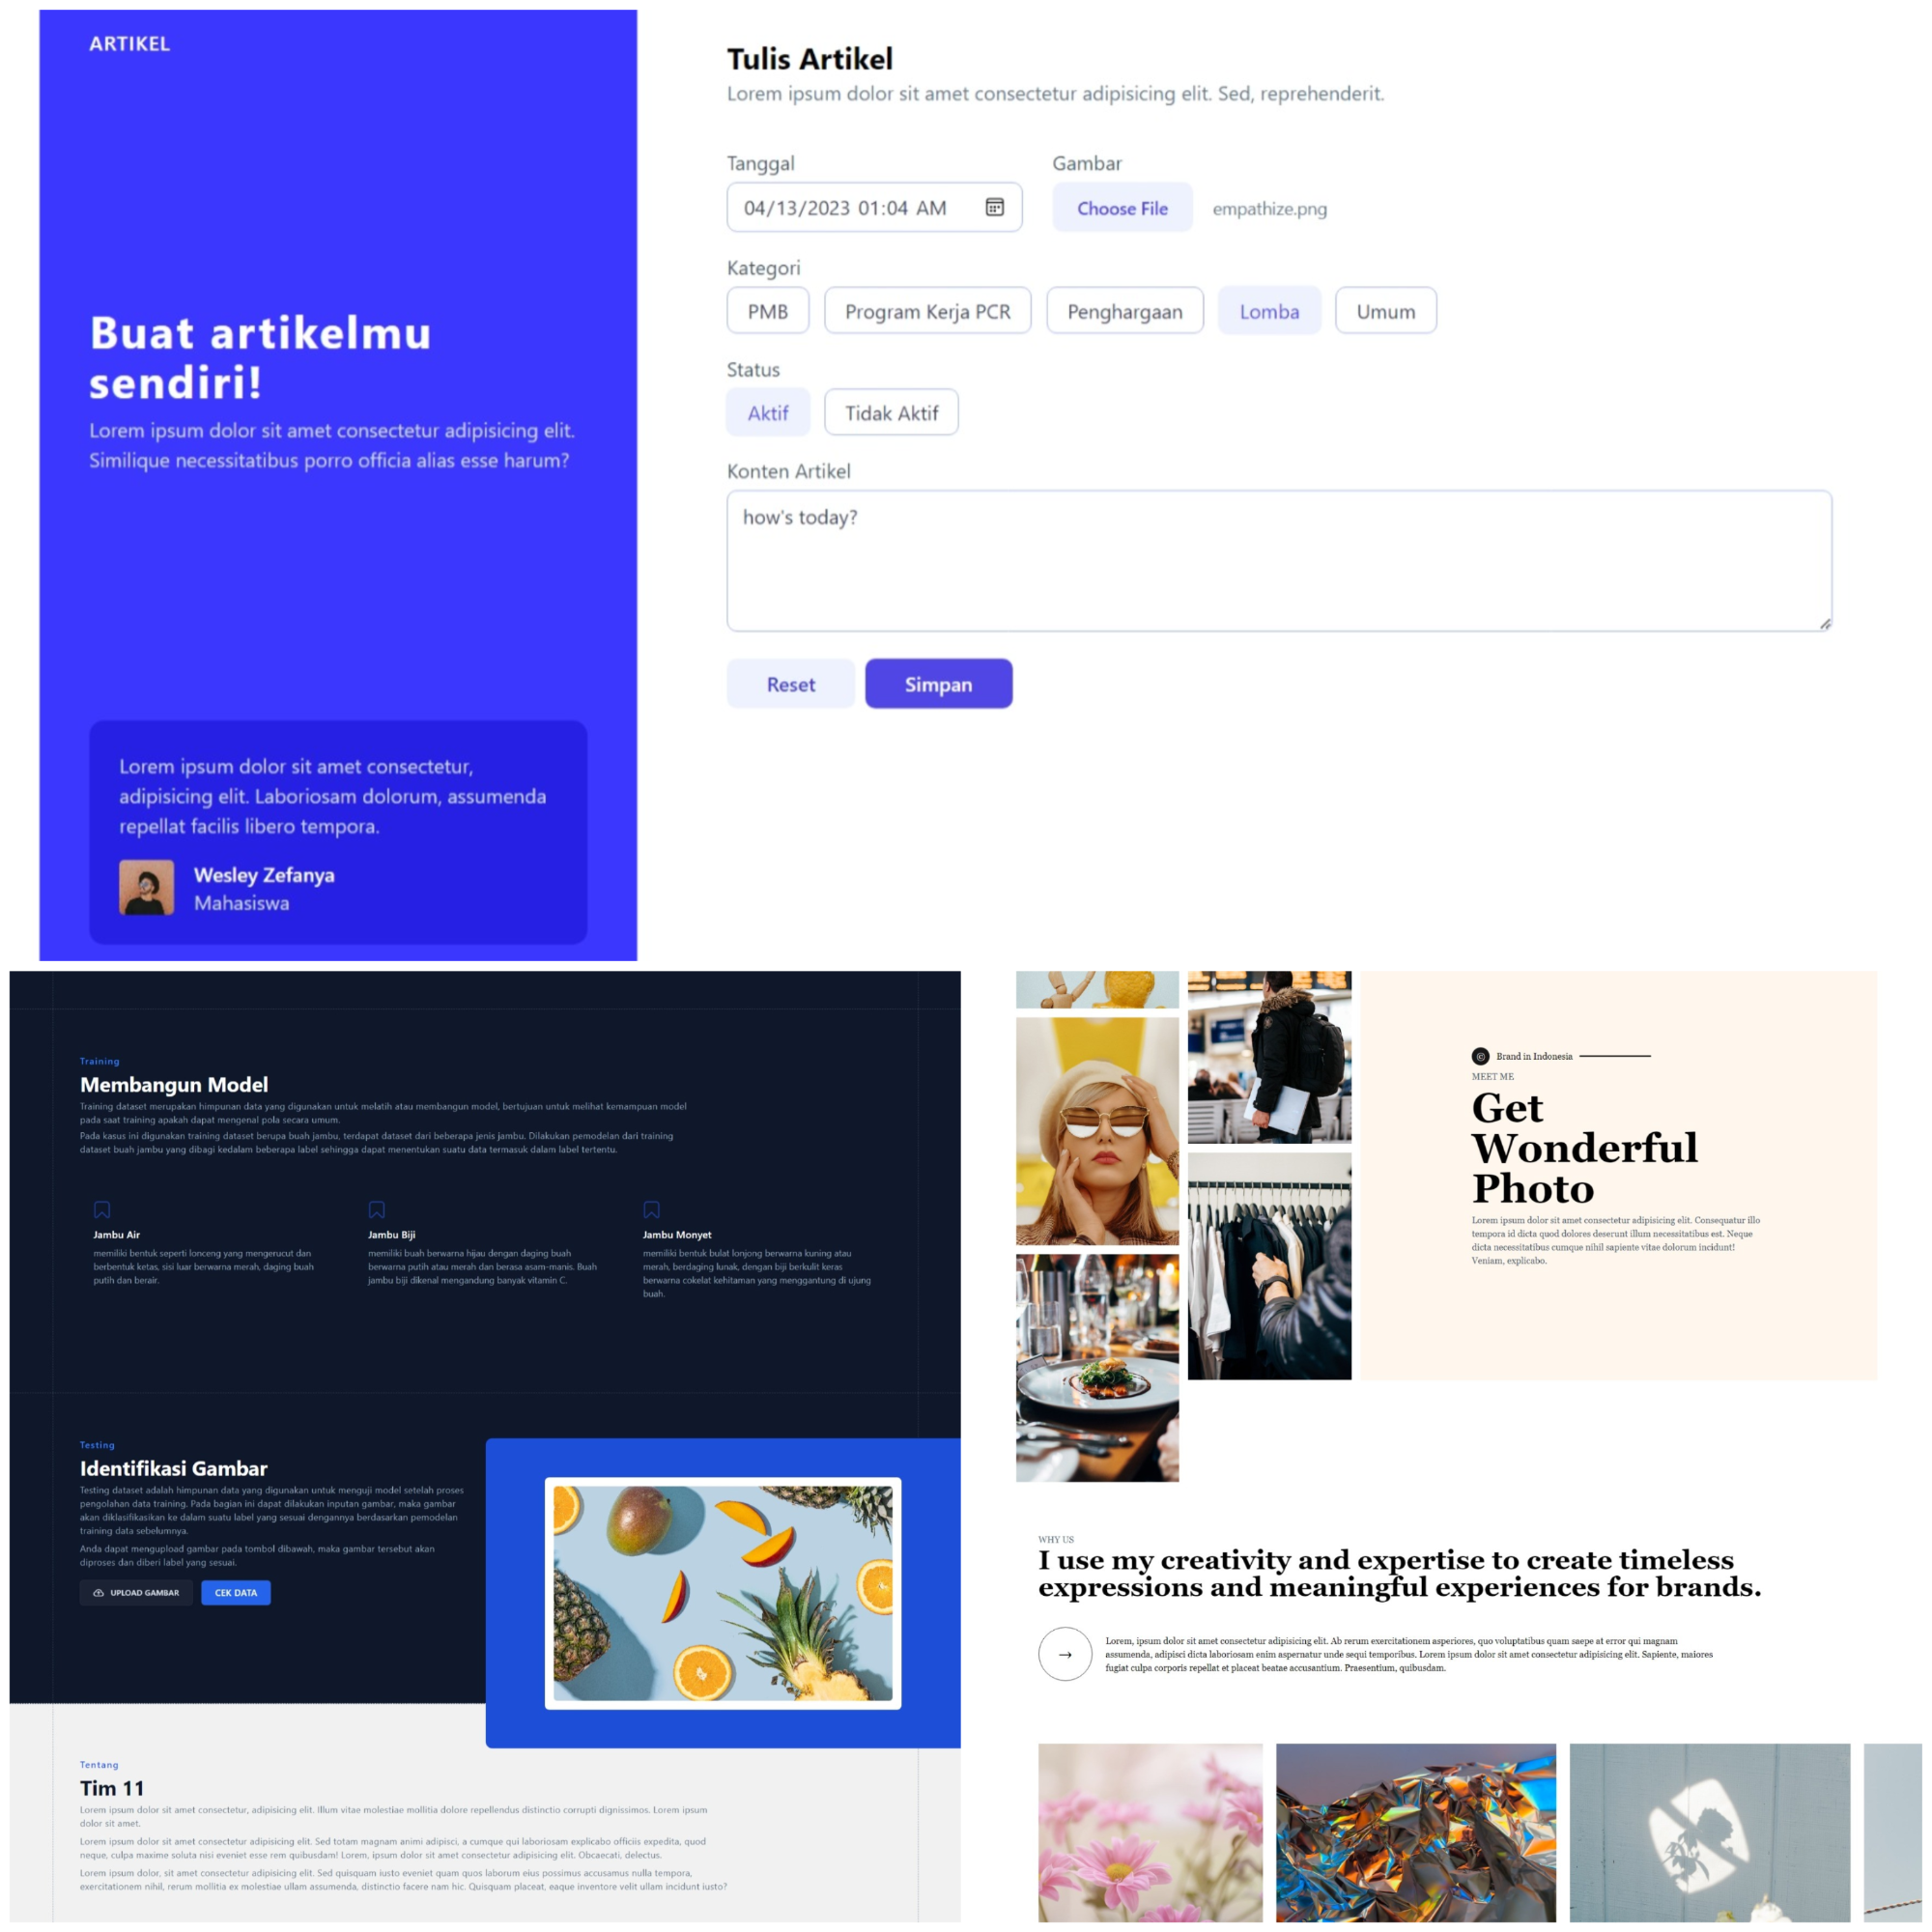 ARTIKEL
Buat artikelmu
sendiri!
Lorem ipsum dolor sit amet consectetur adipisicing elit.
Similique necessitatibus porro officia alias esse harum?
Lorem ipsum dolor sit amet consectetur,
adipisicing elit. Laboriosam dolorum, assumenda
repellat facilis libero tempora.
Wesley Zefanya
Mahasiswa
Tulis Artikel
Lorem ipsum dolor sit amet consectetur adipisicing elit. Sed, reprehenderit.
Tanggal
Gambar
04/13/2023 01:04 AM
Choose File
empathize.png
Kategori
PMB
Program Kerja PCR
Penghargaan
Lomba
Umum
Status
Aktif
Tidak Aktif
Konten Artikel
how's today?
Reset
Simpan
Training
Membangun Model
Training dataset merupakan himpunan data yang digunakan untuk melatih atau membangun model, bertujuan untuk melihat kemampuan model
pada saat training apakah dapat mengenal pola secara umum.
Pada kasus ini digunakan training dataset berupa buah jambu, terdapat dataset dari beberapa jenis jambu. Dilakukan pemodelan dari training
dataset buah jambu yang dibagi kedalam beberapa label sehingga dapat menentukan suatu data termasuk dalam label tertentu.
Jambu Air
memiliki bentuk seperti lonceng yang mengerucut dan
berbentuk ketas, sisi luar berwarna merah, daging buah
putih dan berair.
Jambu Biji
memiliki buah berwarna hijau dengan daging buah
berwarna putih atau merah dan berasa asam-manis. Buah
jambu biji dikenal mengandung banyak vitamin C.
Jambu Monyet
memiliki bentuk bulat lonjong berwarna kuning atau
merah, berdaging lunak, dengan biji berkulit keras
berwarna cokelat kehitaman yang menggantung di ujung
buah.
Testing
Identifikasi Gambar
Testing dataset adalah himpunan data yang digunakan untuk menguji model setelah proses
pengolahan data training. Pada bagian ini dapat dilakukan inputan gambar, maka gambar
akan diklasifikasikan ke dalam suatu label yang sesuai dengannya berdasarkan pemodelan
training data sebelumnya.
Anda dapat mengupload gambar pada tombol dibawah, maka gambar tersebut akan
diproses dan diberi label yang sesuai.
UPLOAD GAMBAR
CEK DATA
Tentang
Tim 11
Lorem ipsum dolor sit amet consectetur, adipisicing elit. Illum vitae molestiae mollitia dolore repellendus distinctio corrupti dignissimos. Lorem ipsum
dolor sit amet.
Lorem ipsum dolor sit amet consectetur adipisicing elit. Sed totam magnam animi adipisci, a cumque qui laboriosam explicabo officiis expedita, quod
neque, culpa maxime soluta nisi eveniet esse rem quibusdam! Lorem, ipsum dolor sit amet consectetur adipisicing elit. Obcaecati, delectus.
Lorem ipsum dolor, sit amet consectetur adipisicing elit. Sed quisquam iusto eveniet quam quos laborum eius possimus accusamus nulla tempora,
exercitationem nihil, rerum mollitia ex molestiae ullam assumenda, distinctio facere nam hic. Quisquam placeat, eaque inventore velit ullam incidunt iusto?
© Brand in Indonesia
MEET ME
Get
Wonderful
Photo
Lorem ipsum dolor sit amet consectetur adipisicing elit. Consequatur illo
tempora id dicta quod dolores deserunt illum necessitatibus est. Neque
dicta necessitatibus cumque nihil sapiente vitae dolorum incidunt!
Veniam, explicabo.
WHY US
I use my creativity and expertise to create timeless
expressions and meaningful experiences for brands.
Lorem, ipsum dolor sit amet consectetur adipisicing elit. Ab rerum exercitationem asperiores, quo voluptatibus quam saepe at error qui magnam
assumenda, adipisci dicta laboriosam enim aspernatur unde sequi temporibus. Lorem ipsum dolor sit amet consectetur adipisicing elit. Sapiente, maiores
fugiat culpa corporis repellat et placeat beatae accusantium. Praesentium, quibusdam.